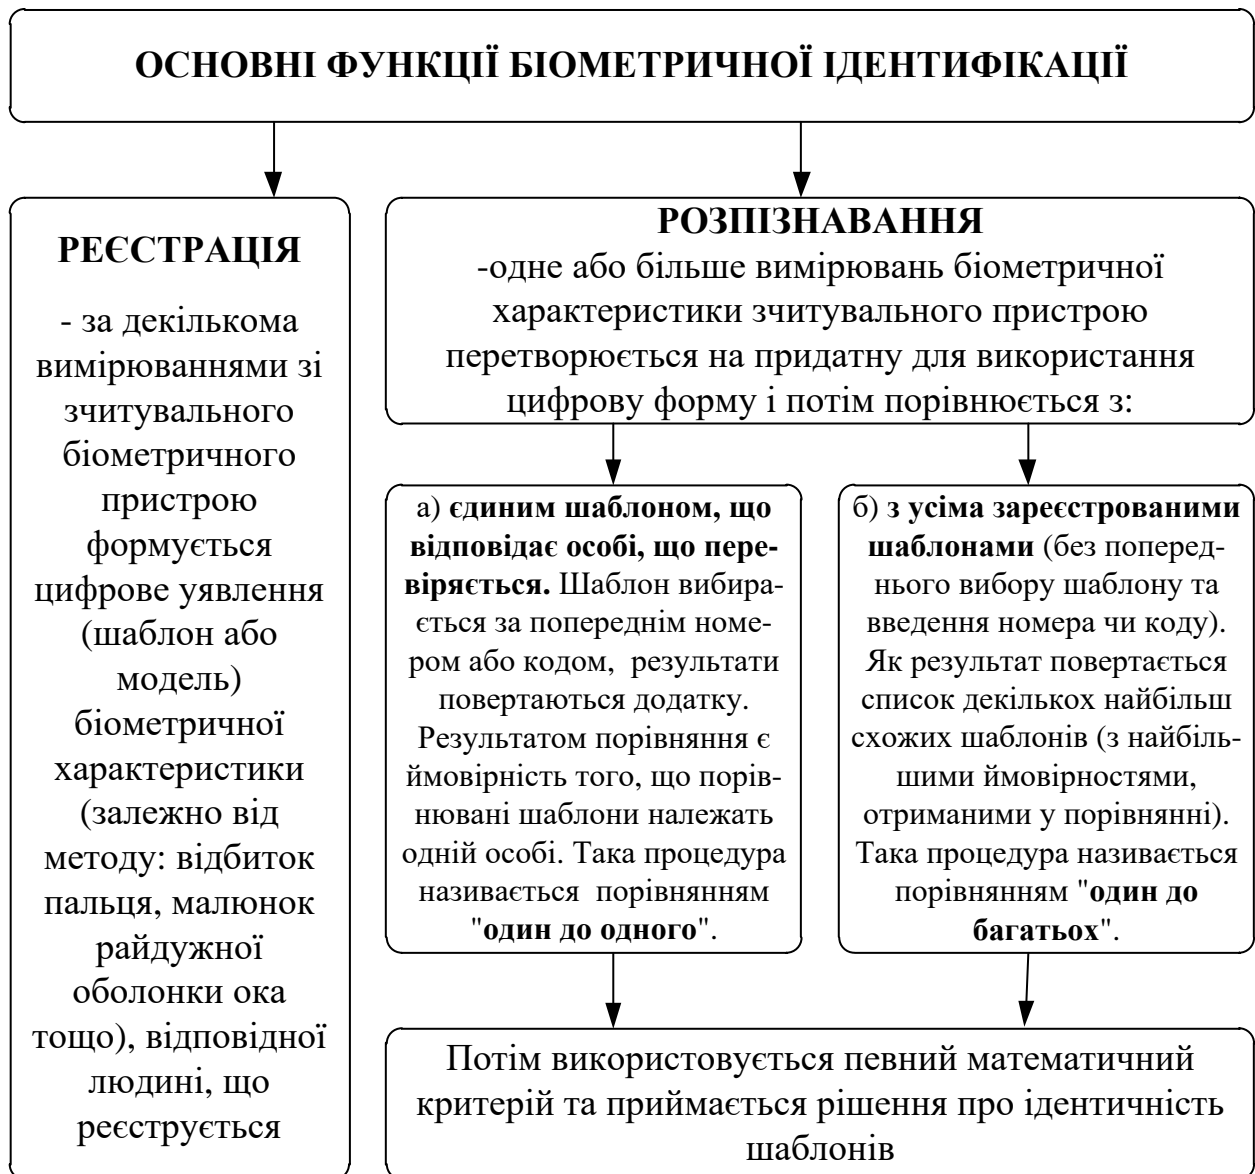 ОСНОВНІ ФУНКЦІЇ БІОМЕТРИЧНОЇ ІДЕНТИФІКАЦІЇ
РЕЄСТРАЦІЯ
- за декількома
вимірюваннями зі
зчитувального
біометричного
пристрою
формується
цифрове уявлення
(шаблон або
модель)
біометричної
характеристики
(залежно від
методу: відбиток
пальця, малюнок
райдужної
оболонки ока
тощо), відповідної
людині, що
реєструється
РОЗПІЗНАВАННЯ
-одне або більше вимірювань біометричної
характеристики зчитувального пристрою
перетворюється на придатну для використання
цифрову форму і потім порівнюється з:
а) єдиним шаблоном, що
відповідає особі, що пере-
віряється. Шаблон вибира-
ється за попереднім номе-
ром або кодом, результати
повертаються додатку.
Результатом порівняння є
ймовірність того, що порів-
нювані шаблони належать
одній особі. Така процедура
називається порівнянням
"один до одного".
б) з усіма зареєстрованими
шаблонами (без поперед-
нього вибору шаблону та
введення номера чи коду).
Як результат повертається
список декількох найбільш
схожих шаблонів (з найбіль-
шими ймовірностями,
отриманими у порівнянні).
Така процедура називається
порівнянням "один до
багатьох".
Потім використовується певний математичний
критерій та приймається рішення про ідентичність
шаблонів